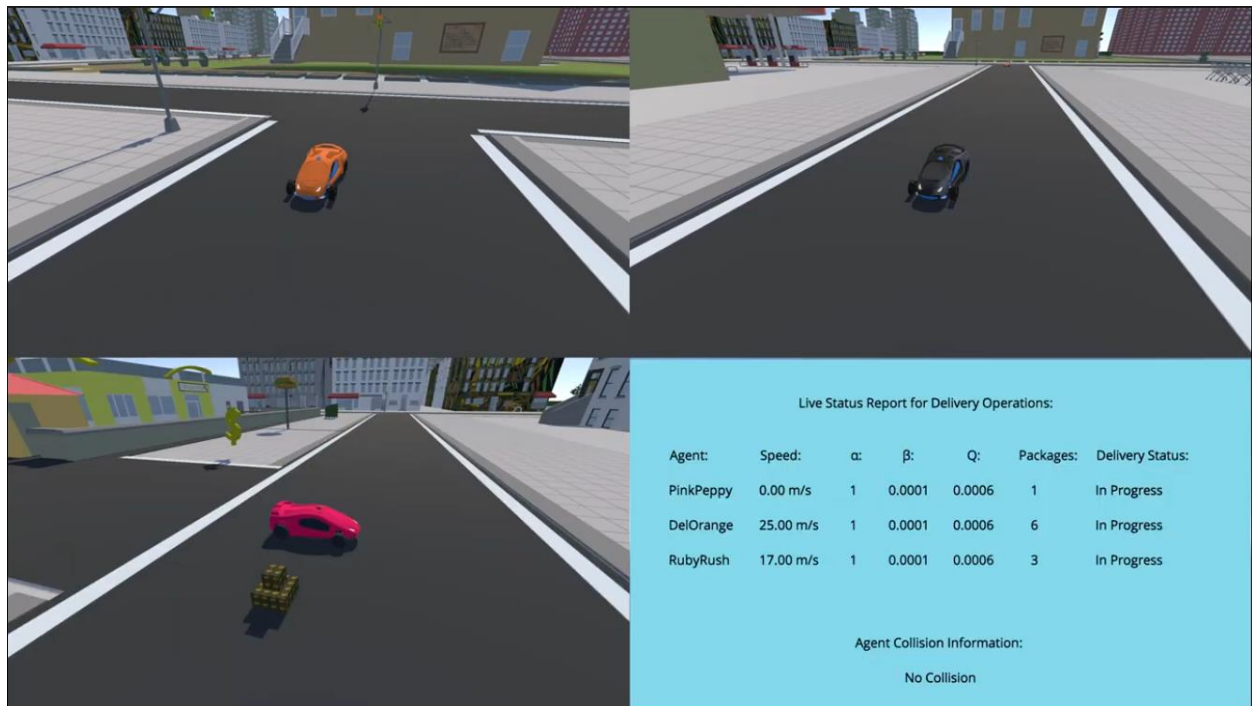 Live Status Report for Delivery Operations:
Agent: Speed: α: β: Q: Packages: Delivery Status:
PinkPeppy 0.00 m/s 1 0.0001 0.0006 1 In Progress
DelOrange 25.00 m/s 1 0.0001 0.0006 6 In Progress
RubyRush 17.00 m/s 1 0.0001 0.0006 3 In Progress
Agent Collision Information:
No Collision